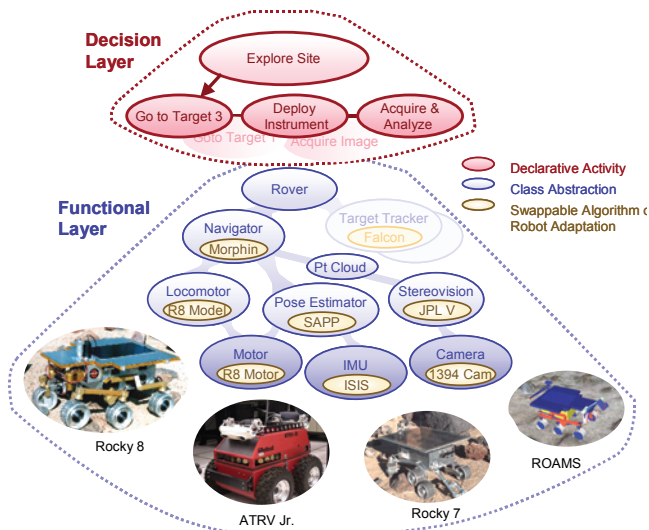 Decision
Layer
Explore Site
Go to Target 3
Deploy
Instrument
Acquire &
Analyze
Goto Target 1
Acquire Image
Declarative Activity
Class Abstraction
Swappable Algorithm o
Robot Adaptation
Functional
Layer
Rover
Target Tracker
Falcon
Navigator
Morphin
Pt Cloud
Locomotor
R8 Model
Pose Estimator
SAPP
Stereovision
JPL V
Motor
R8 Motor
IMU
ISIS
Camera
1394 Cam
Rocky 8
ATRV Jr.
Rocky 7
ROAMS